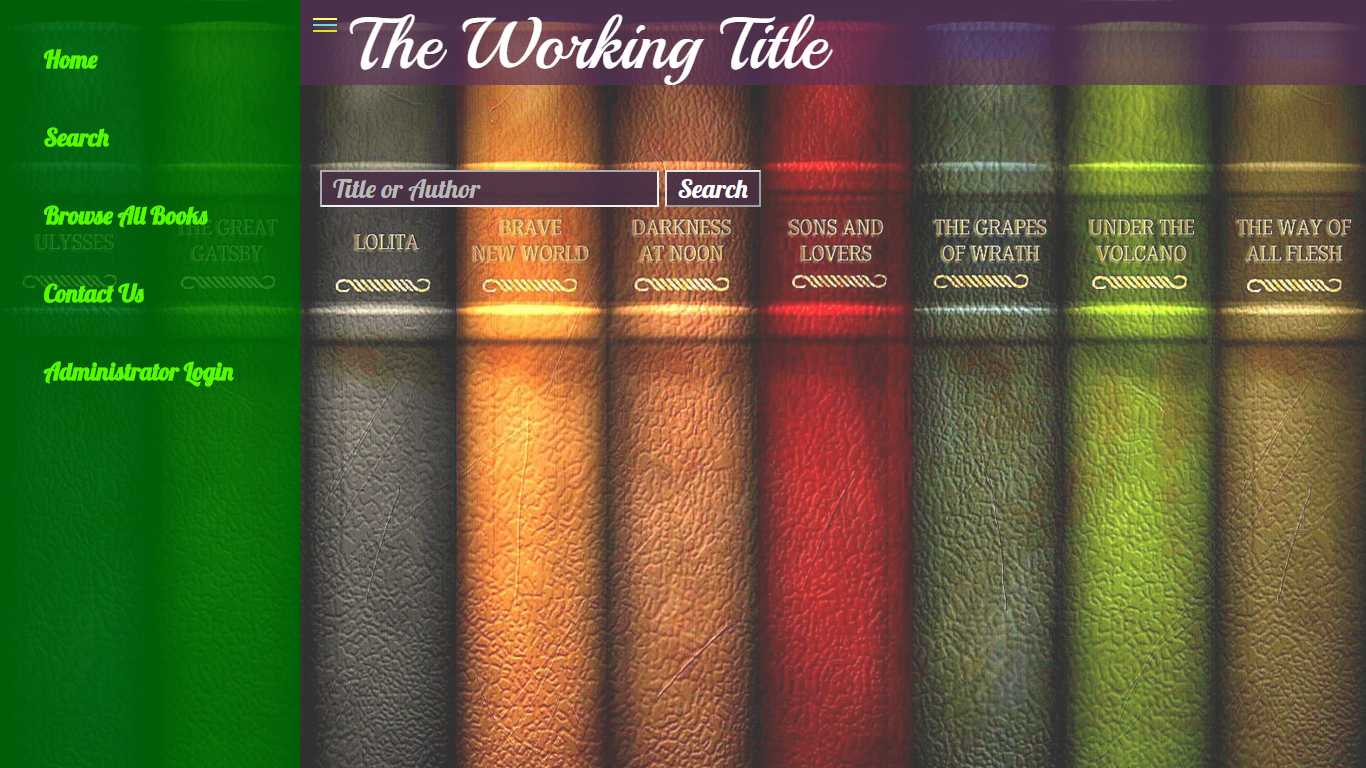 The Working Title
Home
Search
Browse All Books
Contact Us
Administrator Login
Title or Author
Search
ULYSSES
THE GREAT
GATSBY
LOLITA
BRAVE
NEW WORLD
DARKNESS
AT NOON
SONS AND
LOVERS
THE GRAPES
OF WRATH
UNDER THE
VOLCANO
THE WAY OF
ALL FLESH